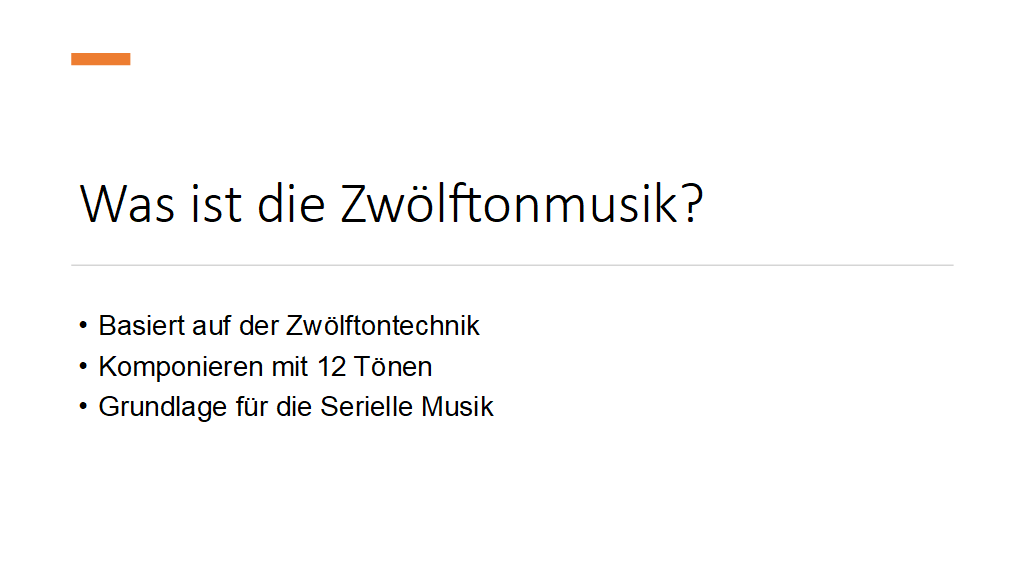 Was ist die Zwölftonmusik?
• Basiert auf der Zwölftontechnik
• Komponieren mit 12 Tönen
• Grundlage für die Serielle Musik